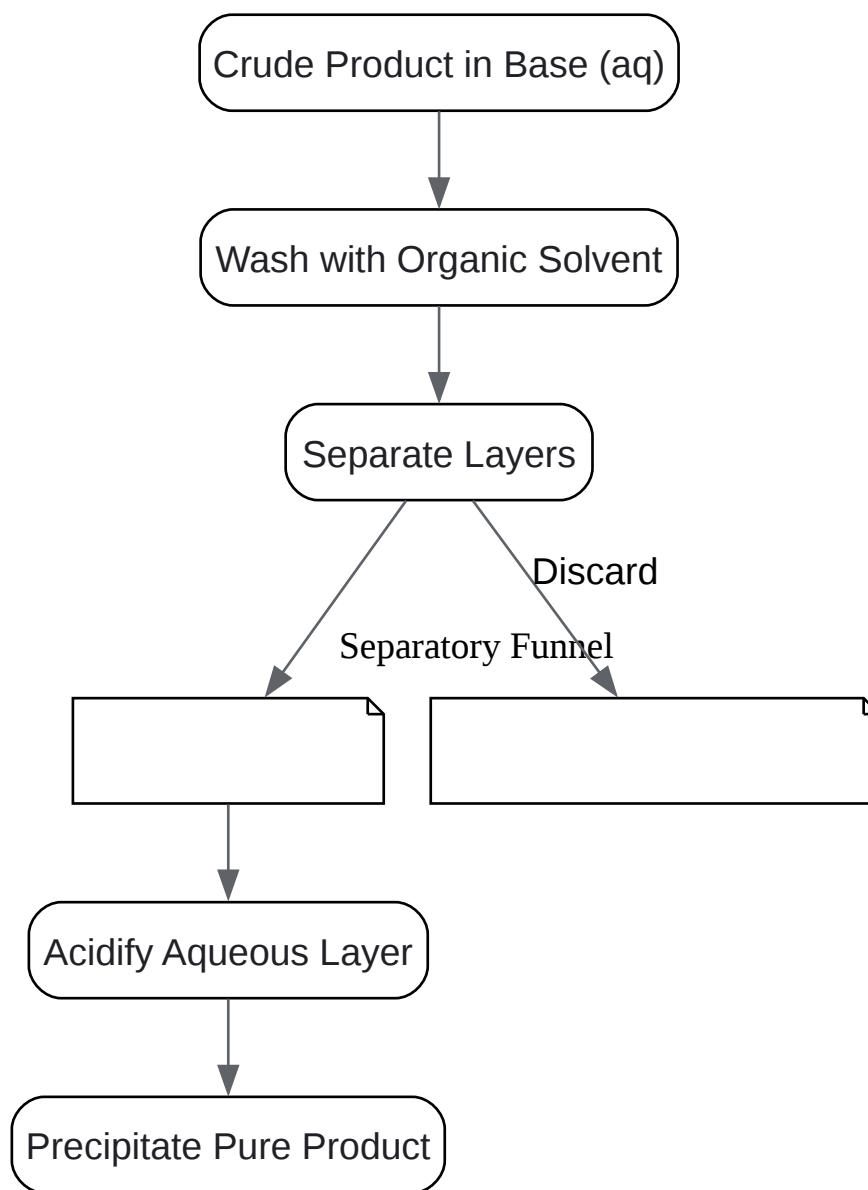 Crude Product in Base (aq)
Wash with Organic Solvent
Separate Layers
Discard
Separatory Funnel
Acidify Aqueous Layer
Precipitate Pure Product